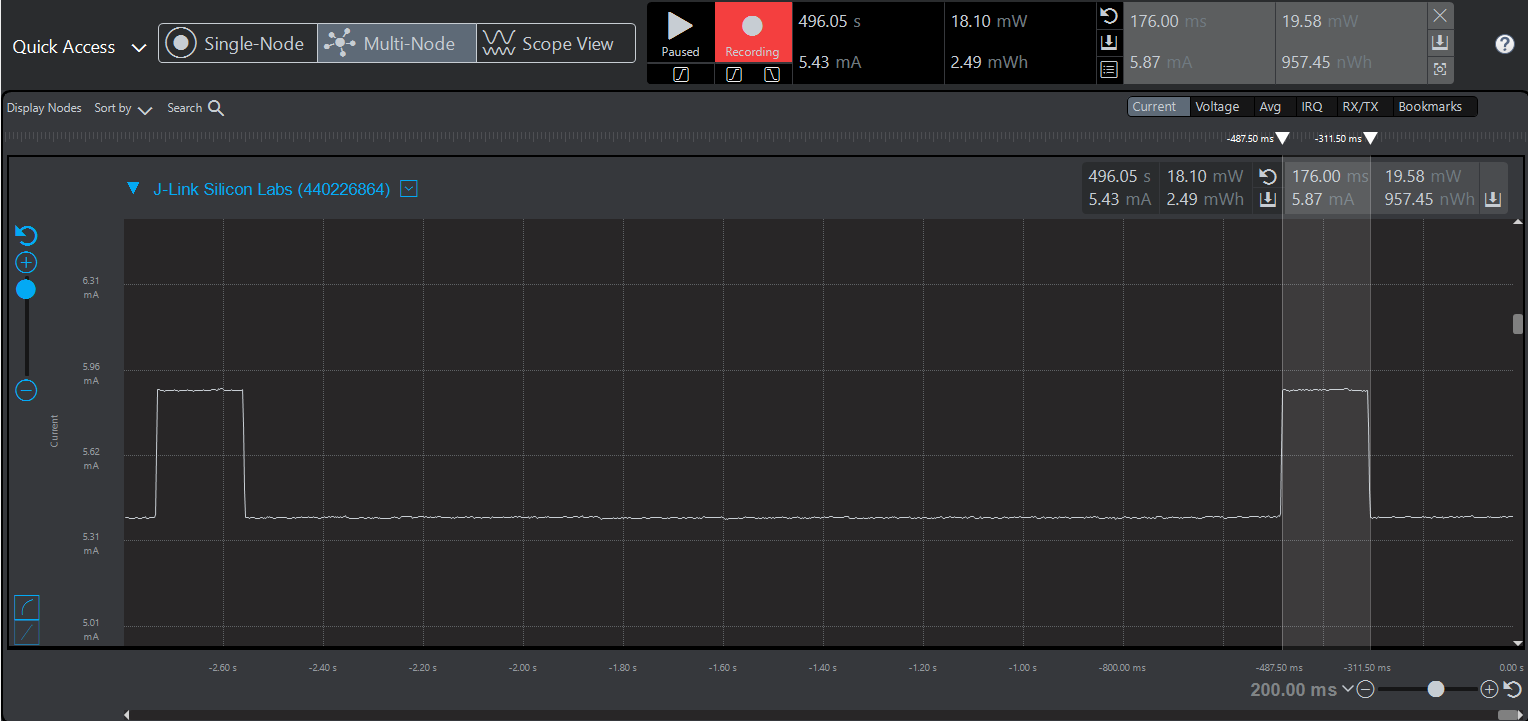 Quick Access Single-Node Multi-Node Scope View
Paused Recording
496.05 s 18.10 mW 176.00 ms 19.58 mW
5.43 mA 2.49 mWh 5.87 mA 957.45 nWh
?
Display Nodes Sort by Search Current Voltage Avg IRQ RX/TX Bookmarks
-487.50 ms -311.50 ms
J-Link Silicon Labs (440226864)
496.05 s 18.10 mW 176.00 ms 19.58 mW
5.43 mA 2.49 mWh 5.87 mA 957.45 nWh
6.31
mA
5.96
mA
Current
5.62
mA
5.31
mA
5.01
mA
-2.60 s -2.40 s -2.20 s -2.00 s -1.80 s -1.60 s -1.40 s -1.20 s -1.00 s -800.00 ms -487.50 ms -311.50 ms 0.00 s
200.00 ms